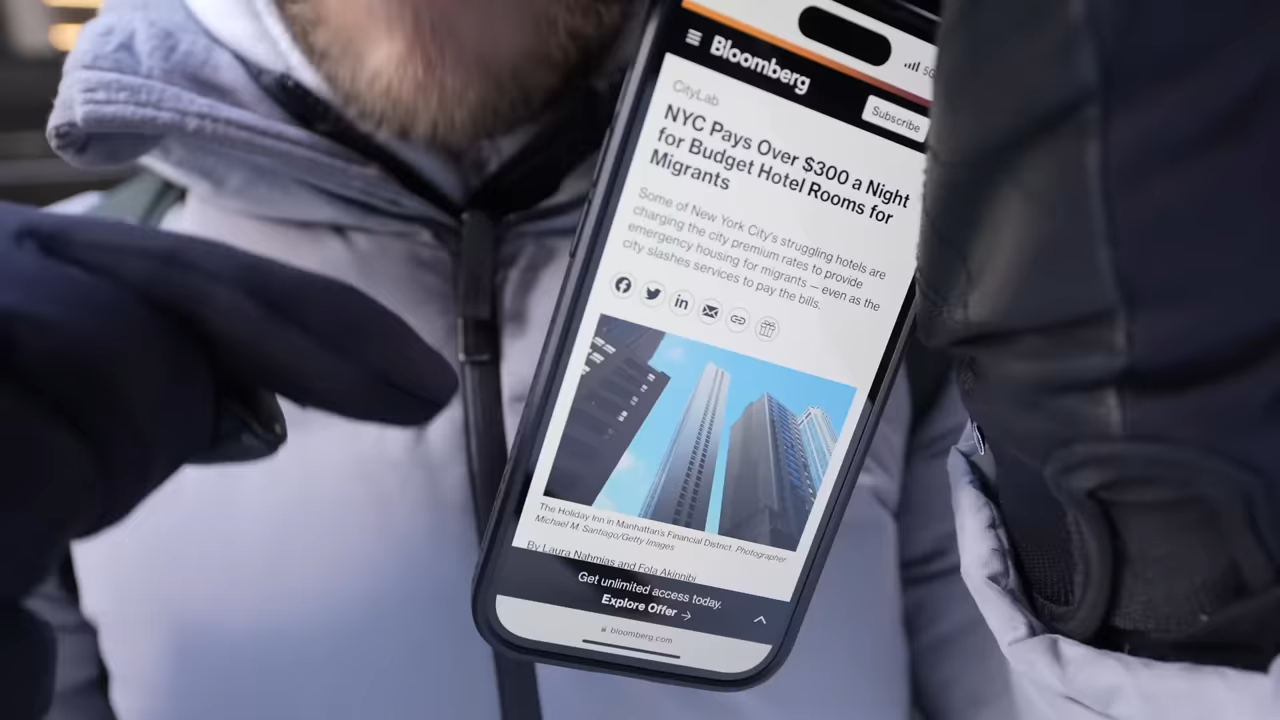 5G
Bloomberg
Subscribe
CityLab
NYC Pays Over $300 a Night
for Budget Hotel Rooms for
Migrants
Some of New York City's struggling hotels are
charging the city premium rates to provide
emergency housing for migrants — even as the
city slashes services to pay the bills.
f
in
The Holiday Inn in Manhattan's Financial District. Photographer:
Michael M. Santiago/Getty Images
By Laura Nahmias and Fola Akinnibi
Get unlimited access today.
Explore Offer →
bloomberg.com